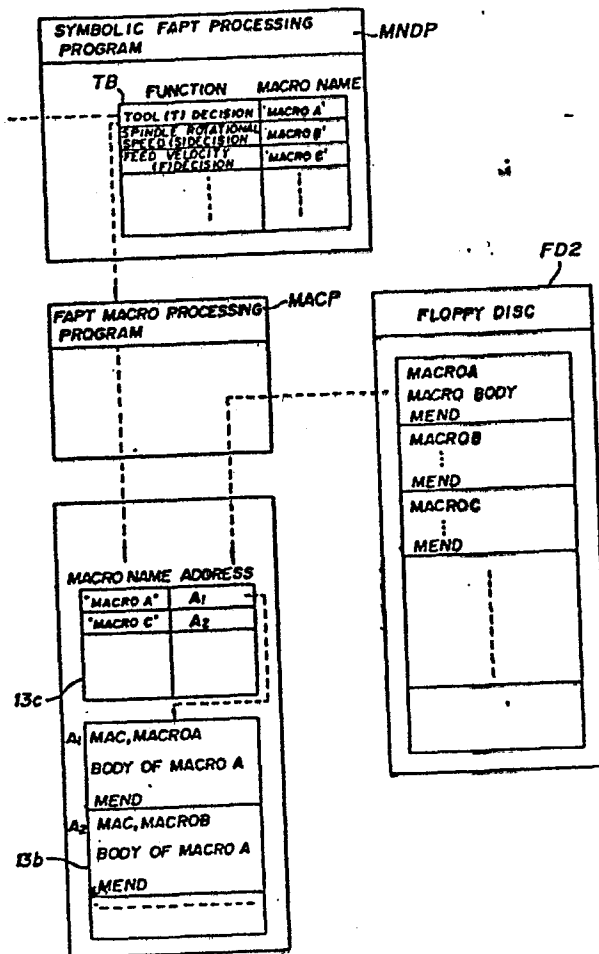 SYMBOLIC FAPT PROCESSING
PROGRAM
MNDP
TB
FUNCTION MACRO NAME
TOOL (T) DECISION 'MACRO A'
SPINDLE ROTATIONAL
SPEED (S) DECISION 'MACRO B'
FEED VELOCITY
(F) DECISION 'MACRO C'
FAPT MACRO PROCESSING
PROGRAM
MACP
FD2
FLOPPY DISC
MACROA
MACRO BODY
MEND
MACROB
MEND
MACROC
MEND
MACRO NAME ADDRESS
"MACRO A" A1
"MACRO C" A2
13c
A1 MAC, MACROA
BODY OF MACRO A
MEND
A2 MAC, MACROB
BODY OF MACRO A
MEND
13b